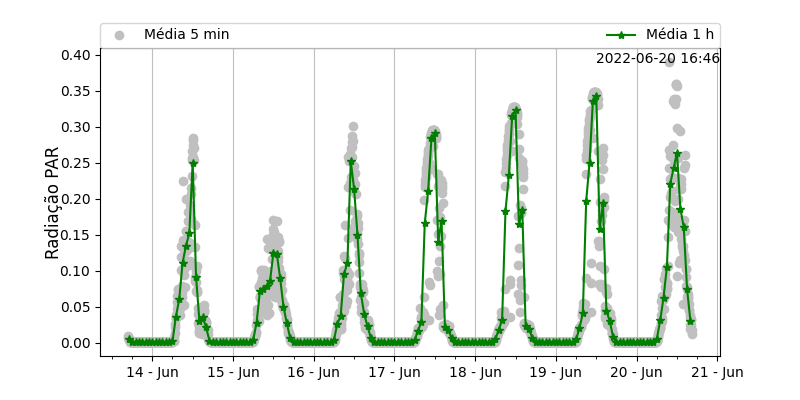 Média 5 min
Média 1 h
2022-06-20 16:46
Radiação PAR
0.40
0.35
0.30
0.25
0.20
0.15
0.10
0.05
0.00
14 - Jun
15 - Jun
16 - Jun
17 - Jun
18 - Jun
19 - Jun
20 - Jun
21 - Jun